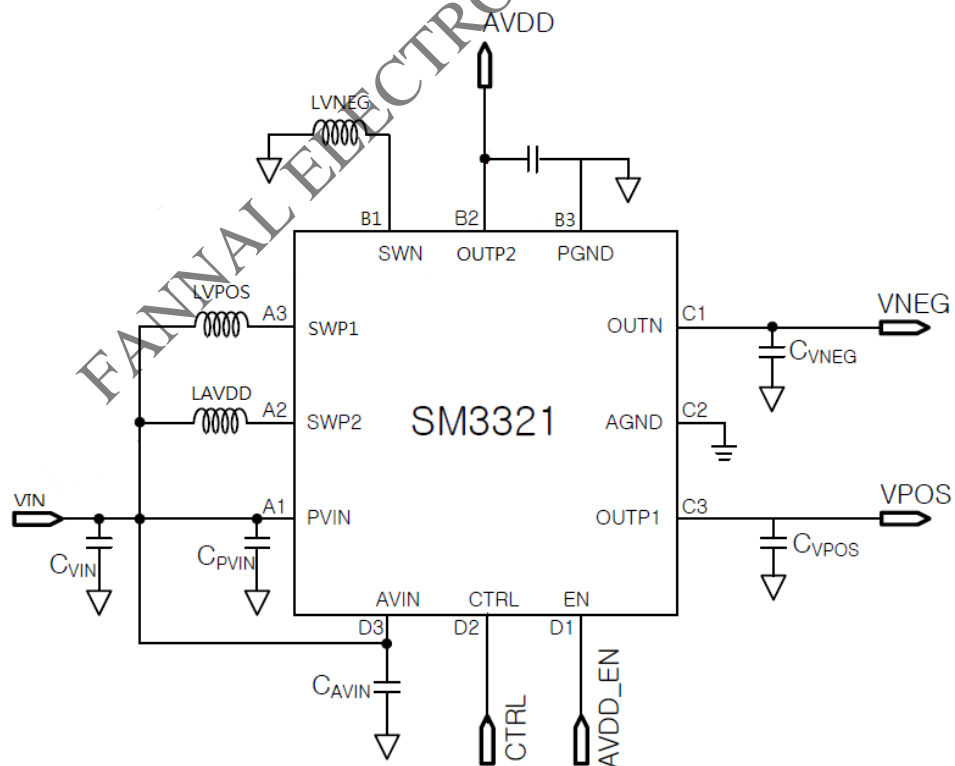 AVDD
LVNEG
B1
B2
B3
SWN
OUTP2
PGND
LVPOS
A3
SWP1
OUTN
C1
VNEG
CVNEG
LAVDD
A2
SWP2
SM3321
AGND
C2
VIN
A1
PVIN
OUTP1
C3
VPOS
CVIN
CPVIN
CVPOS
AVIN
CTRL
EN
D3
D2
D1
CAVIN
CTRL
AVDD_EN
FANNAL ELECTRO